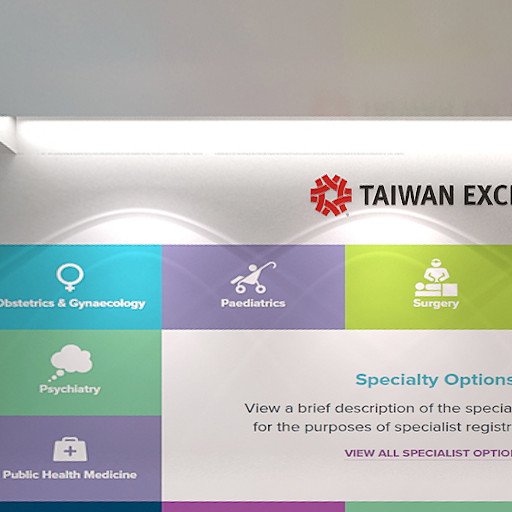 TAIWAN EXC
Obstetrics & Gynaecology
Paediatrics
Surgery
Psychiatry
Specialty Options
View a brief description of the specia
for the purposes of specialist registr
VIEW ALL SPECIALIST OPTIO
Public Health Medicine